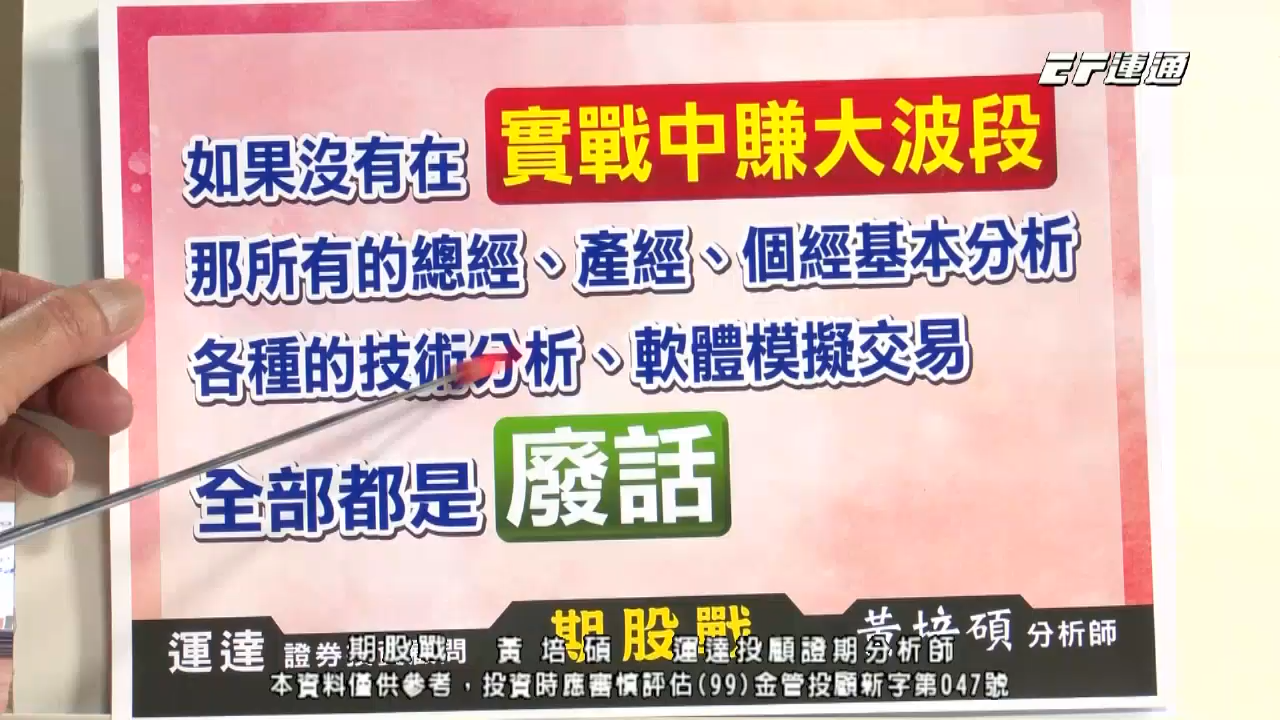 EF運通
如果沒有在 實戰中賺大波段
那所有的總經、產經、個經基本分析
各種的技術分析、軟體模擬交易
全部都是 廢話
運達 證券投資顧問 期股戰 黃培碩 分析師
期股戰 黃培碩 運達投顧證期分析師
本資料僅供參考，投資時應審慎評估(99)金管投顧新字第047號